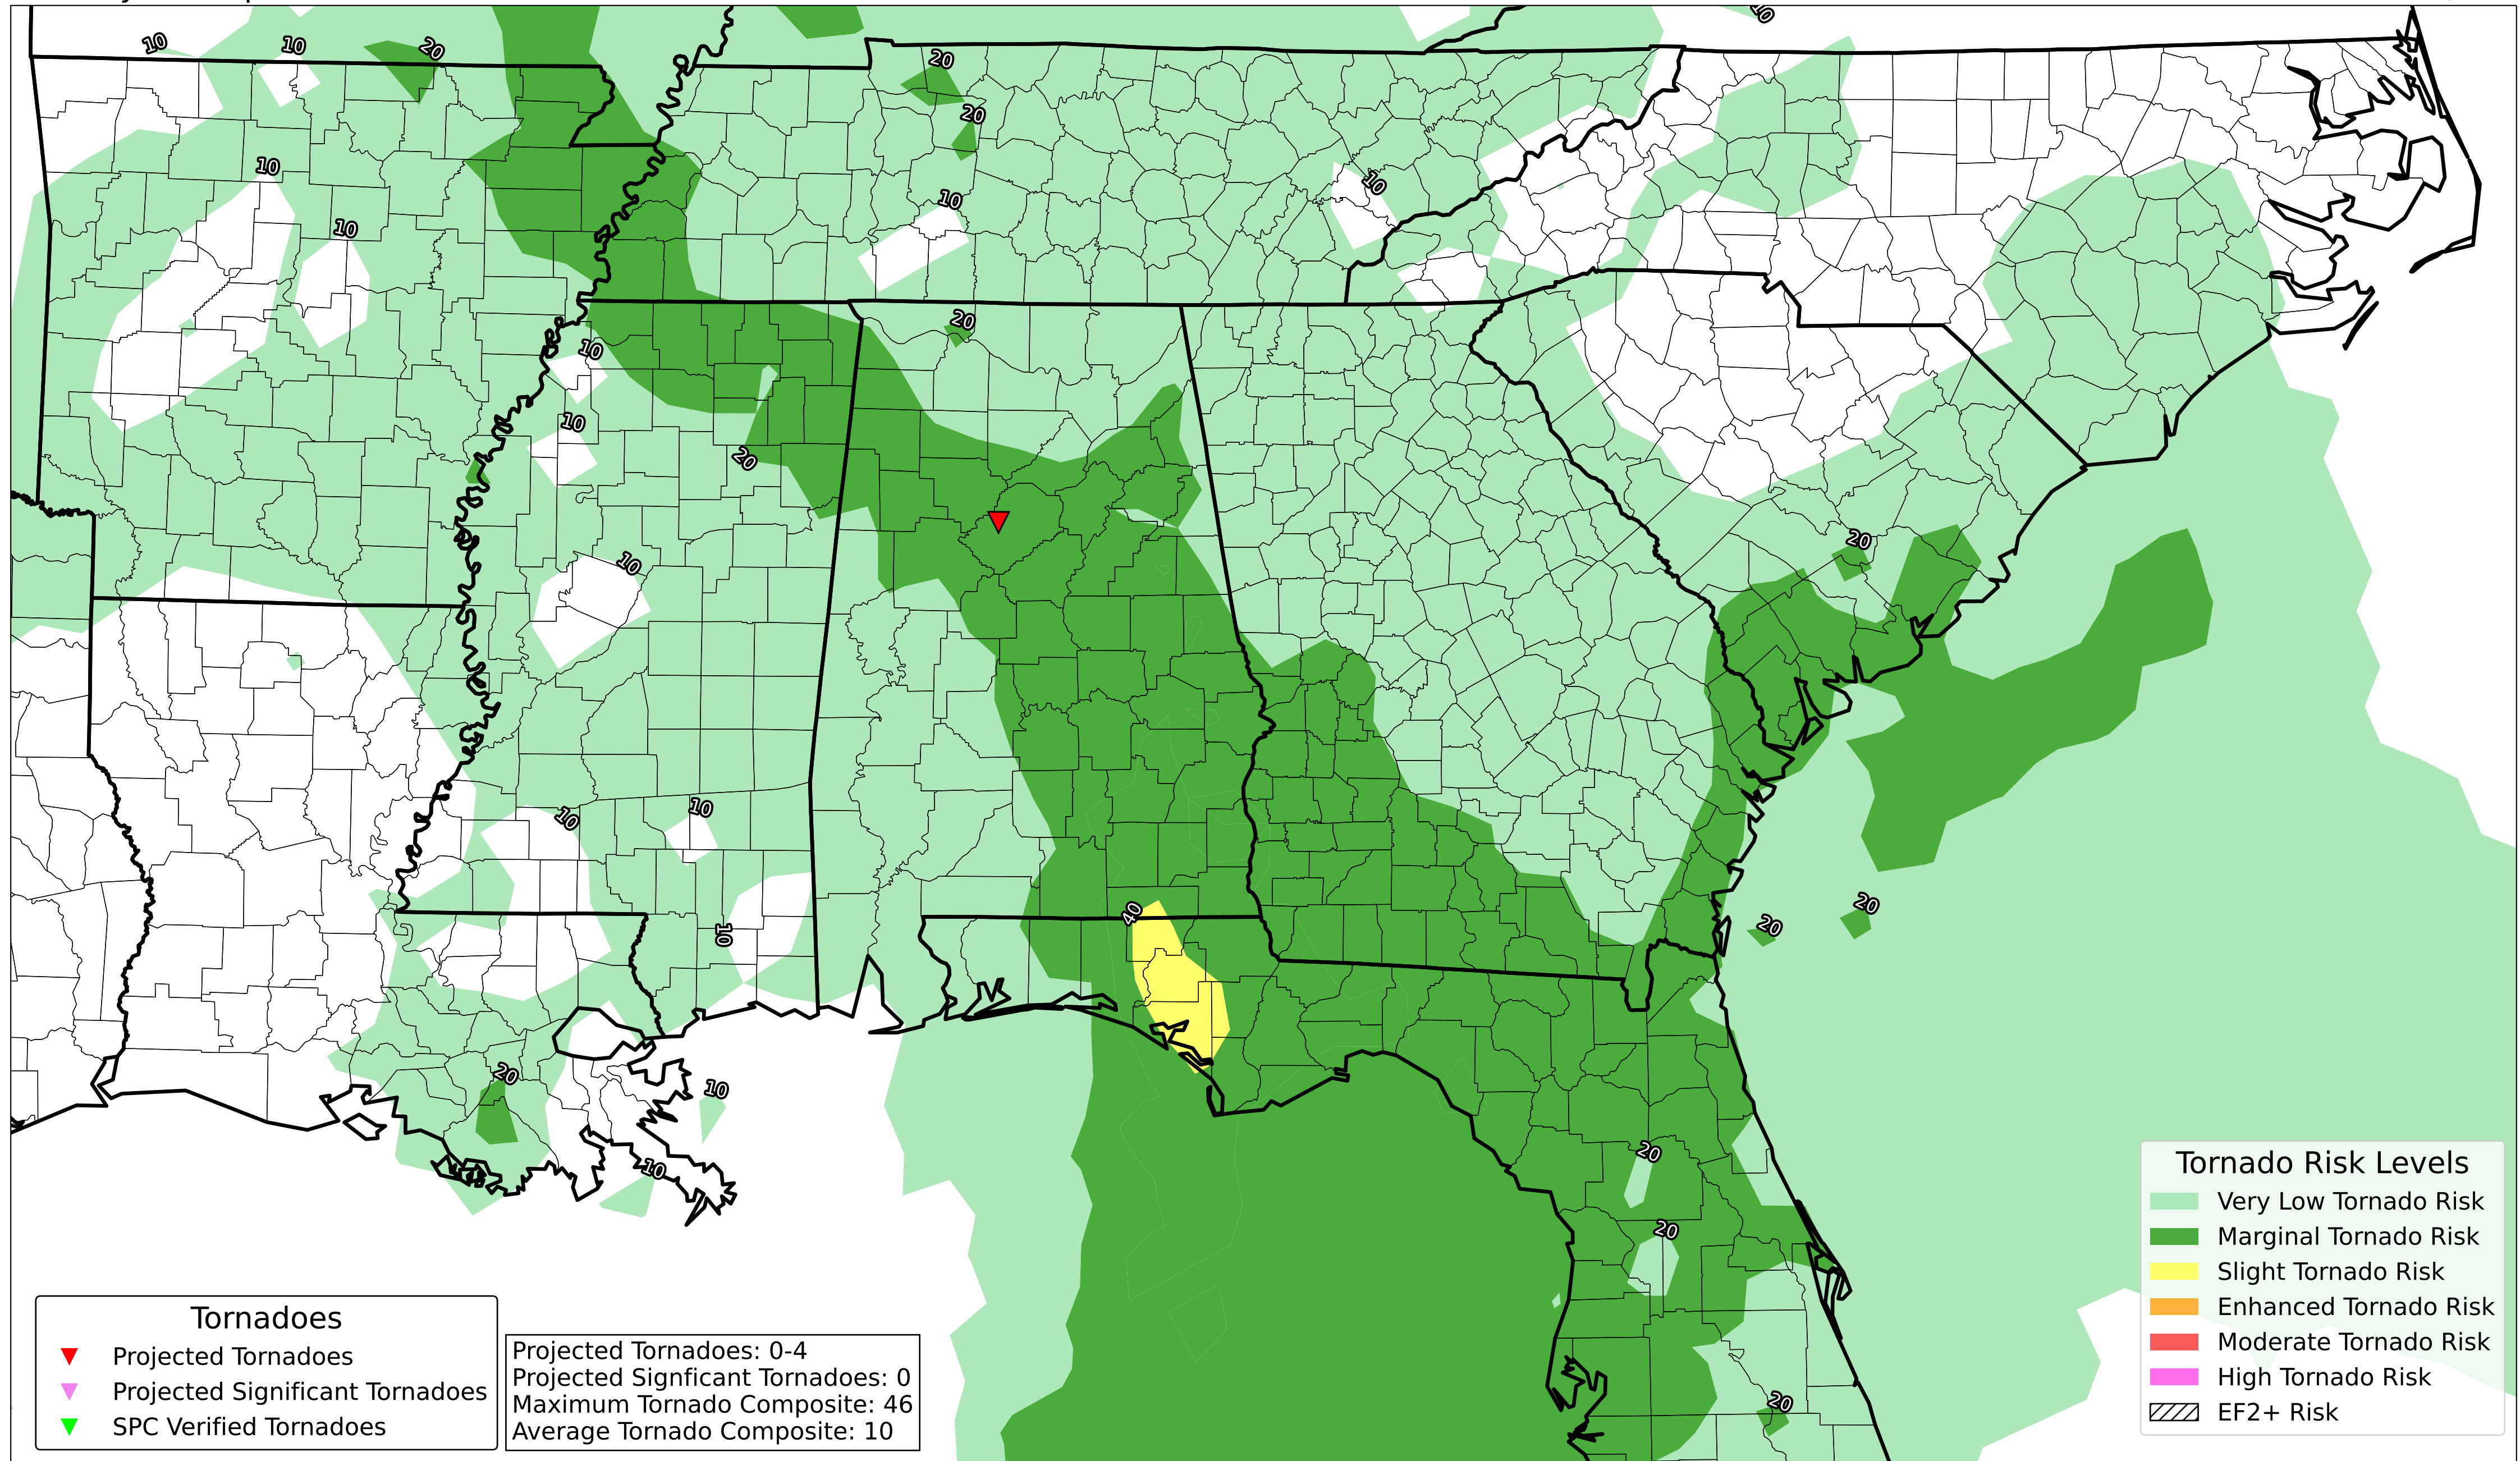 10
10
10
20
20
20
10
10
10
10
20
10
10
20
20
10
10
10
40
20
20
10
20
10
10
20
20
20
Tornado Risk Levels
Very Low Tornado Risk
Marginal Tornado Risk
Slight Tornado Risk
Enhanced Tornado Risk
Moderate Tornado Risk
High Tornado Risk
EF2+ Risk
Tornadoes
Projected Tornadoes
Projected Significant Tornadoes
SPC Verified Tornadoes
Projected Tornadoes: 0-4
Projected Signficant Tornadoes: 0
Maximum Tornado Composite: 46
Average Tornado Composite: 10